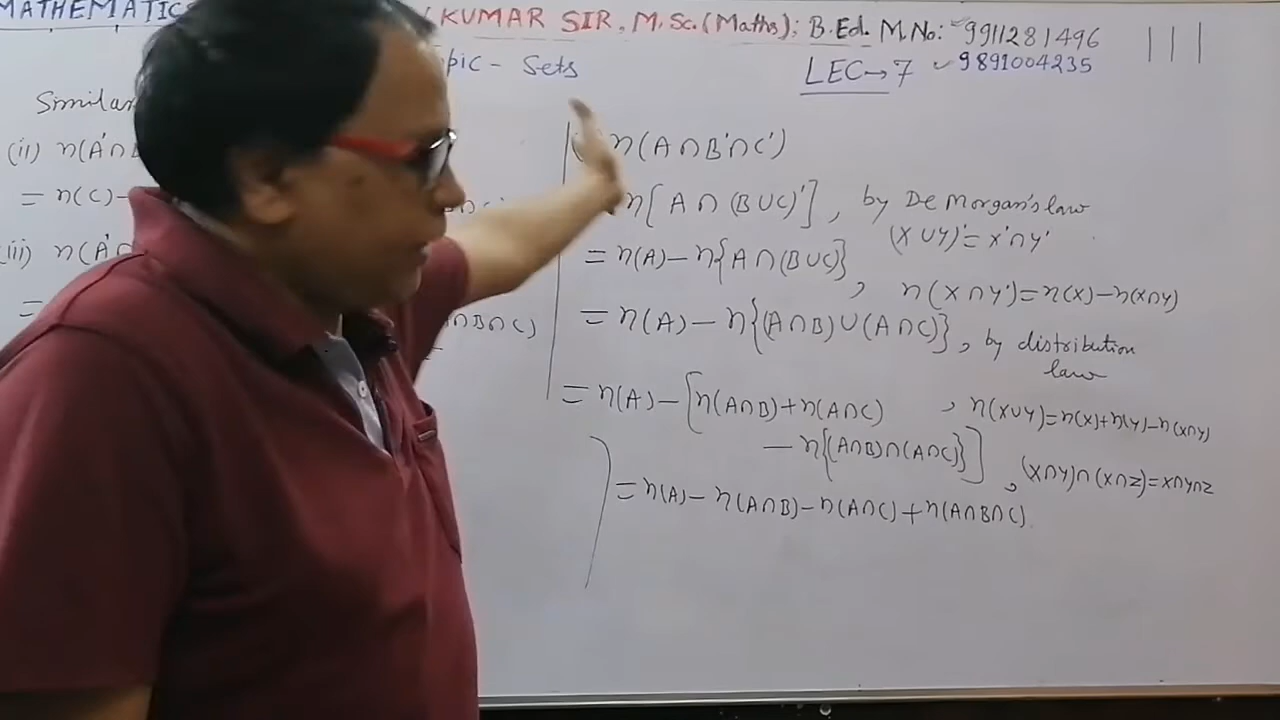 MATHEMATICS KUMAR SIR, M.Sc.(Maths); B.Ed. M.No: 9911281496
pic - Sets LEC→7 9891004235
Similar
(ii) n(A'∩B
= n(C)-
(iii) n(A'∩
=
∩B∩C)
n(A∩B'∩C')
n[A∩(B∪C)'], by De Morgan's law
(X∪Y)'=X'∩Y'
= n(A)-n{A∩(B∪C)}
, n(X∩Y')=n(X)-n(X∩Y)
= n(A)-n{(A∩B)∪(A∩C)}, by distribution
law
= n(A)-[n(A∩B)+n(A∩C) , n(X∪Y)=n(X)+n(Y)-n(X∩Y)
-n{(A∩B)∩(A∩C)}] , (X∩Y)∩(X∩Z)=X∩Y∩Z
= n(A)-n(A∩B)-n(A∩C)+n(A∩B∩C)